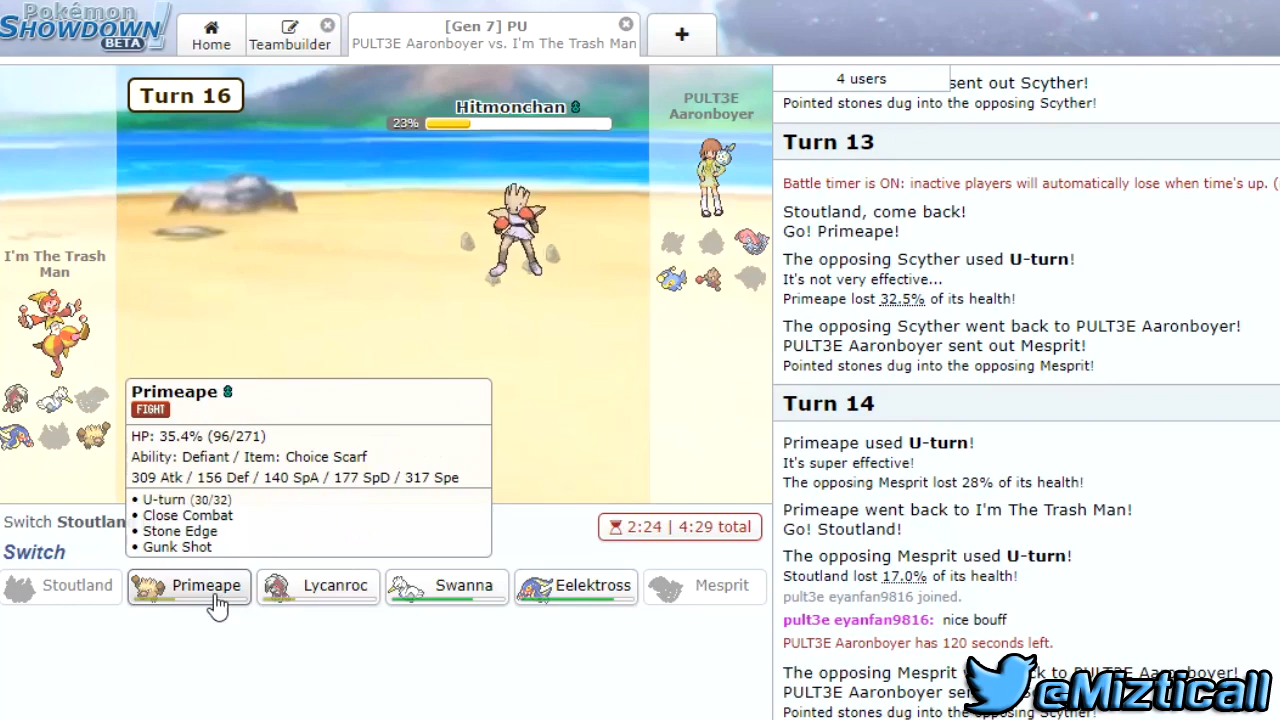 Pokémon
SHOWDOWN!
BETA
Home
Teambuilder
[Gen 7] PU
PULT3E Aaronboyer vs. I'm The Trash Man
+
Turn 16
Hitmonchan
23%
PULT3E
Aaronboyer
I'm The Trash
Man
Primeape
FIGHT
HP: 35.4% (96/271)
Ability: Defiant / Item: Choice Scarf
309 Atk / 156 Def / 140 SpA / 177 SpD / 317 Spe
• U-turn (30/32)
• Close Combat
• Stone Edge
• Gunk Shot
Switch Stoutlan
2:24 | 4:29 total
Switch
Stoutland
Primeape
Lycanroc
Swanna
Eelektross
Mesprit
4 users
sent out Scyther!
Pointed stones dug into the opposing Scyther!
Turn 13
Battle timer is ON: inactive players will automatically lose when time's up. (
Stoutland, come back!
Go! Primeape!
The opposing Scyther used U-turn!
It's not very effective...
Primeape lost 32.5% of its health!
The opposing Scyther went back to PULT3E Aaronboyer!
PULT3E Aaronboyer sent out Mesprit!
Pointed stones dug into the opposing Mesprit!
Turn 14
Primeape used U-turn!
It's super effective!
The opposing Mesprit lost 28% of its health!
Primeape went back to I'm The Trash Man!
Go! Stoutland!
The opposing Mesprit used U-turn!
Stoutland lost 17.0% of its health!
pult3e eyanfan9816 joined.
pult3e eyanfan9816: nice bouff
PULT3E Aaronboyer has 120 seconds left.
The opposing Mesprit
PULT3E Aaronboyer
Pointed stones dug
@Mizticall